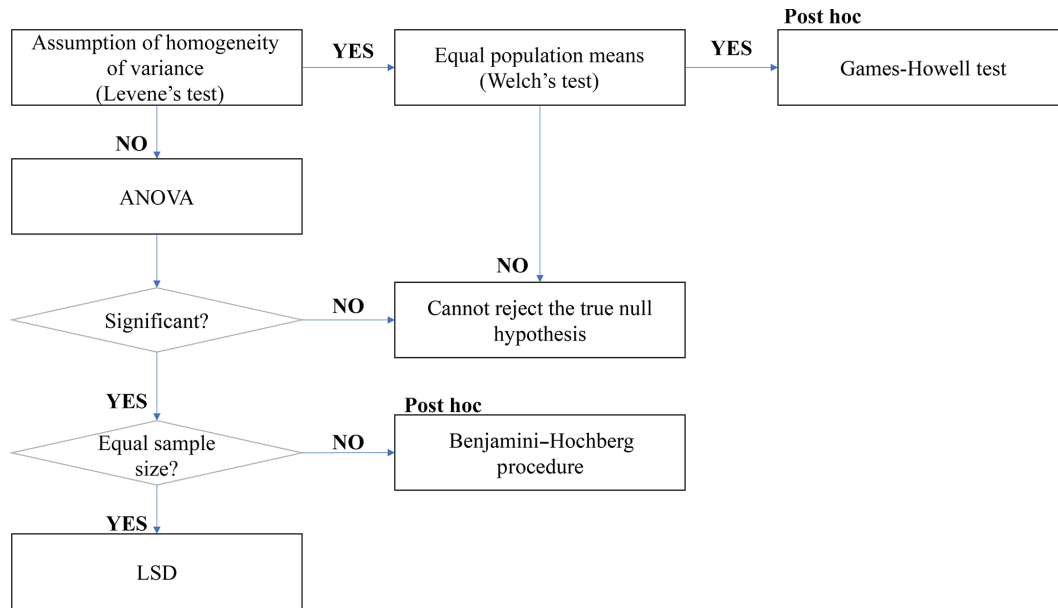 Post hoc
Assumption of homogeneity
of variance
(Levene's test)
YES
Equal population means
(Welch's test)
YES
Games-Howell test
NO
ANOVA
NO
Significant?
NO
Cannot reject the true null
hypothesis
YES
Post hoc
Equal sample
size?
NO
Benjamini–Hochberg
procedure
YES
LSD